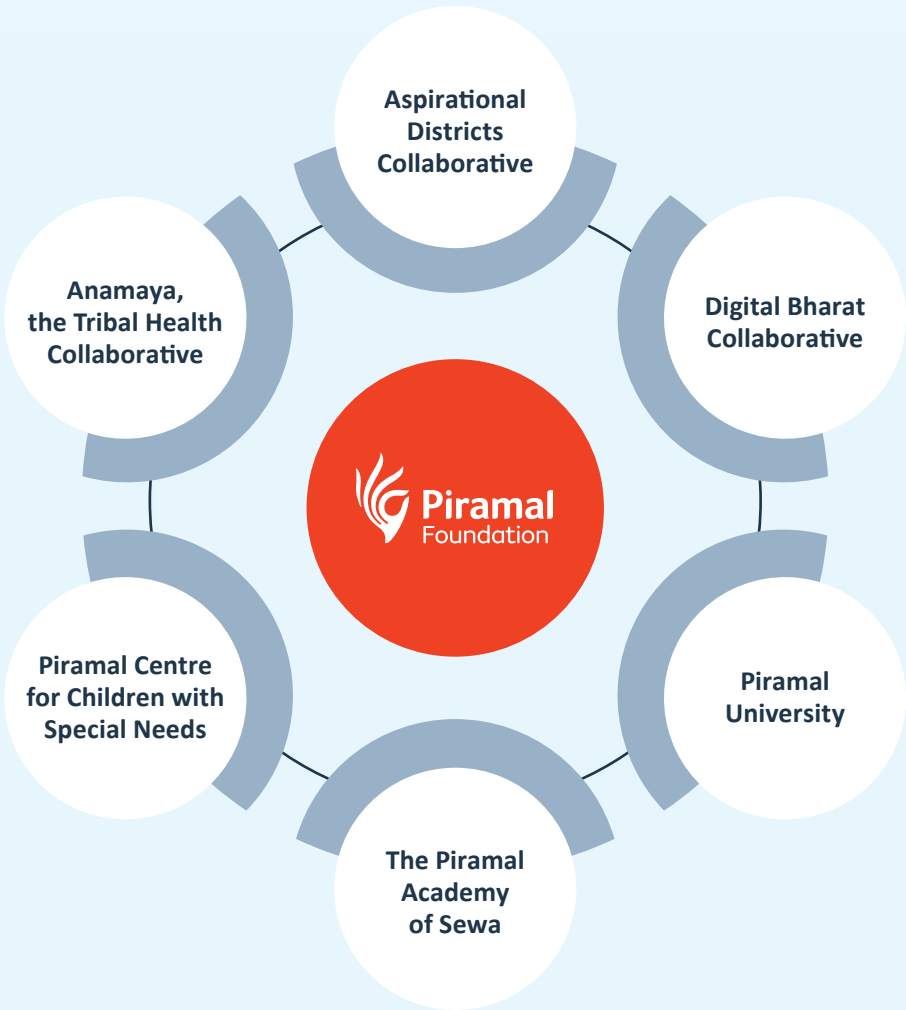 Aspirational
Districts
Collaborative
Anamaya,
the Tribal Health
Collaborative
Digital Bharat
Collaborative
Piramal
Foundation
Piramal Centre
for Children with
Special Needs
Piramal
University
The Piramal
Academy
of Sewa